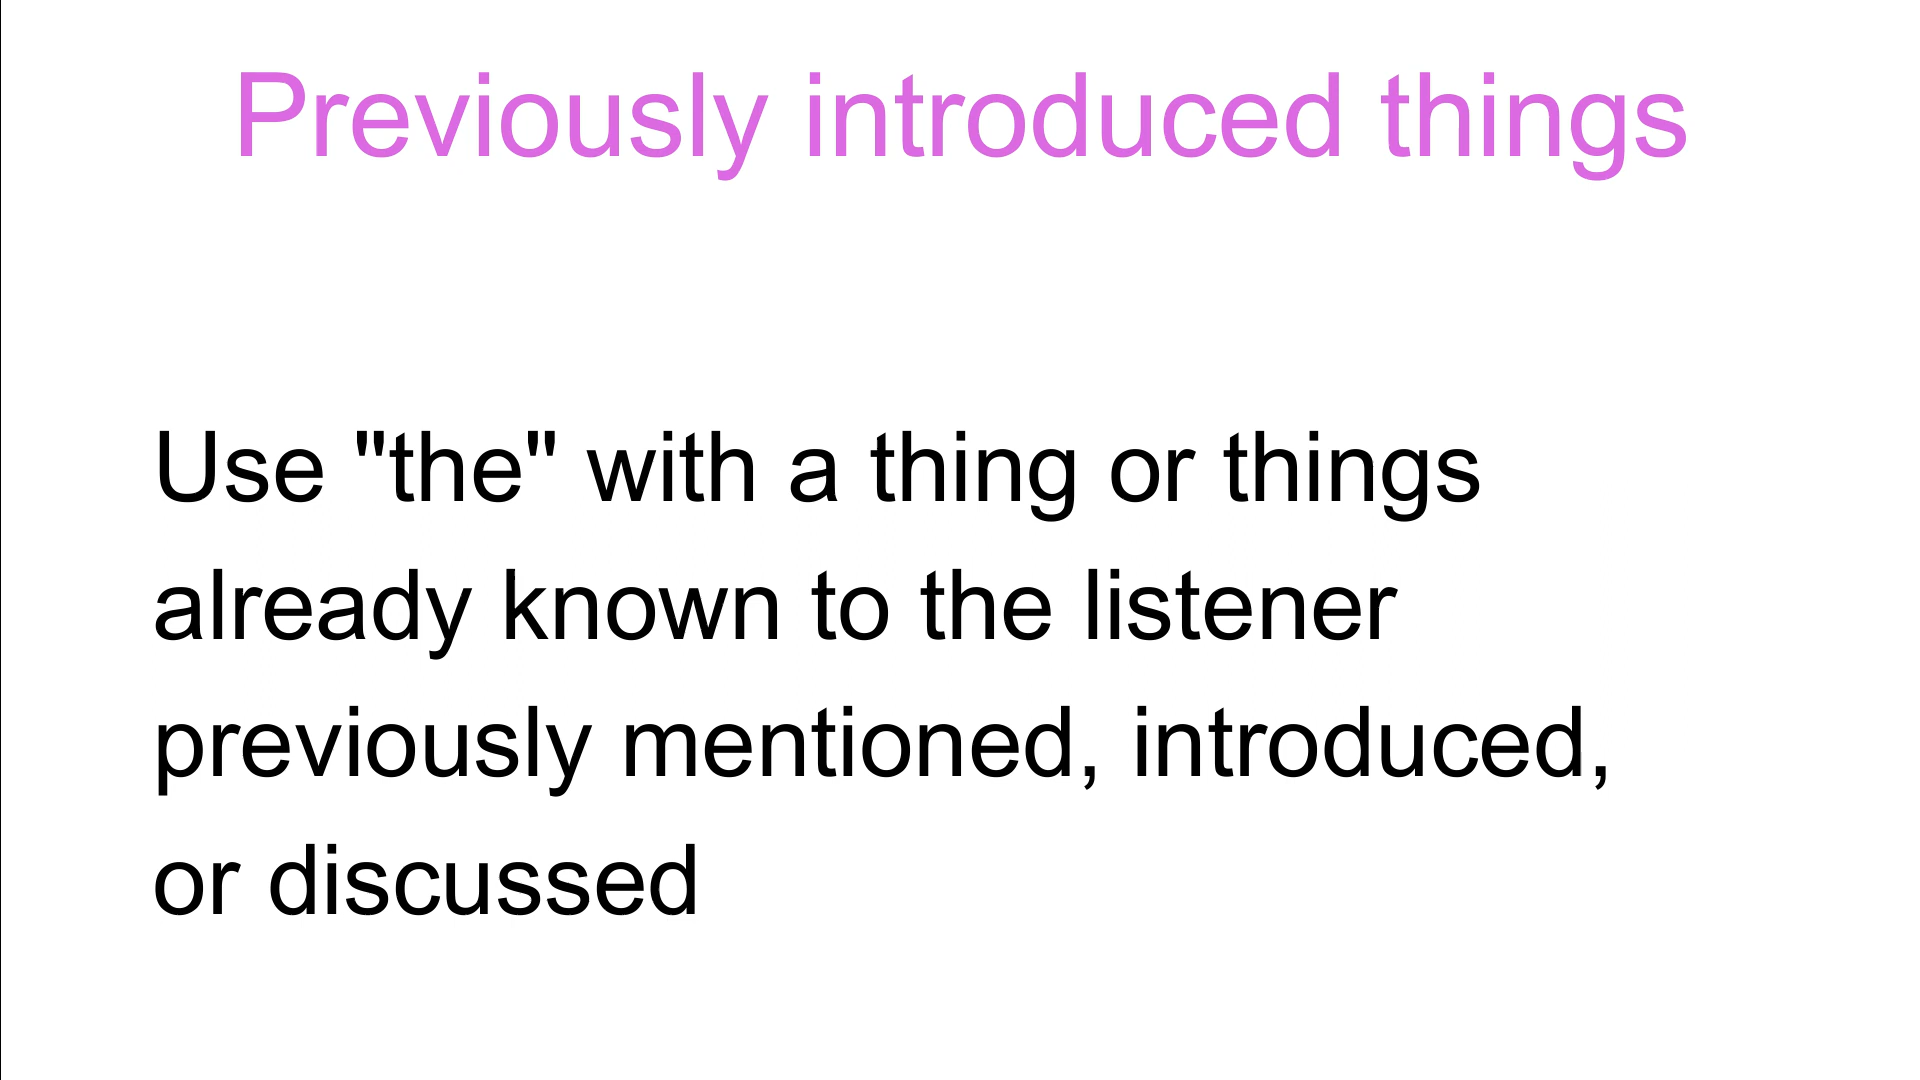 Previously introduced things
Use "the" with a thing or things
already known to the listener
previously mentioned, introduced,
or discussed